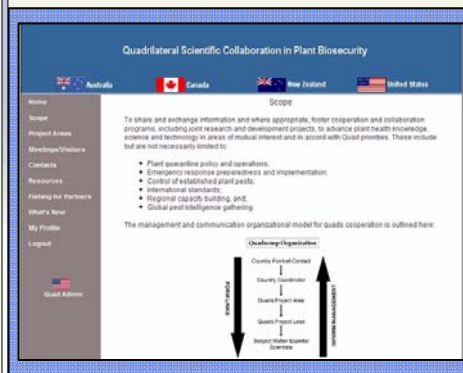 Quadrilateral Scientific Collaboration in Plant Biosecurity
Australia
Canada
New Zealand
United States
Home
Scope
Project Areas
Meetings/Visitors
Contacts
Resources
Fishing for Partners
What's New
My Profile
Logout
Quad Admin
Scope
To share and exchange information and where appropriate, foster cooperation and collaboration
programs, including joint research and development projects, to advance plant health knowledge,
science and technology in areas of mutual interest and in accord with Quad priorities. These include
but are not necessarily limited to:
Plant quarantine policy and operations;
Emergency response preparedness and implementation;
Control of established plant pests;
International standards;
Regional capacity building, and;
Global pest intelligence gathering.
The management and communication organizational model for quads cooperation is outlined here:
Quadscoop Organization
Country Point-of-Contact
Country Coordinator
Quads Project Area
Quads Project Lead
Subject Matter Expert(s)/
Scientists
INFORM MANAGEMENT